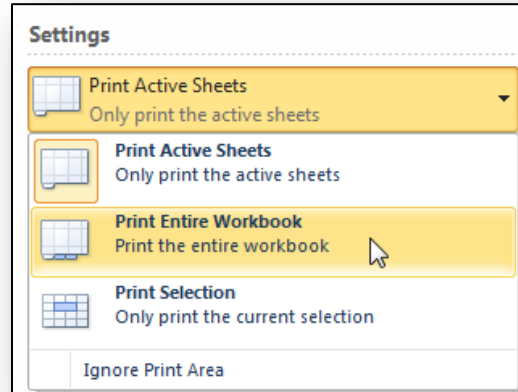 Settings
Print Active Sheets
Only print the active sheets
Print Active Sheets
Only print the active sheets
Print Entire Workbook
Print the entire workbook
Print Selection
Only print the current selection
Ignore Print Area